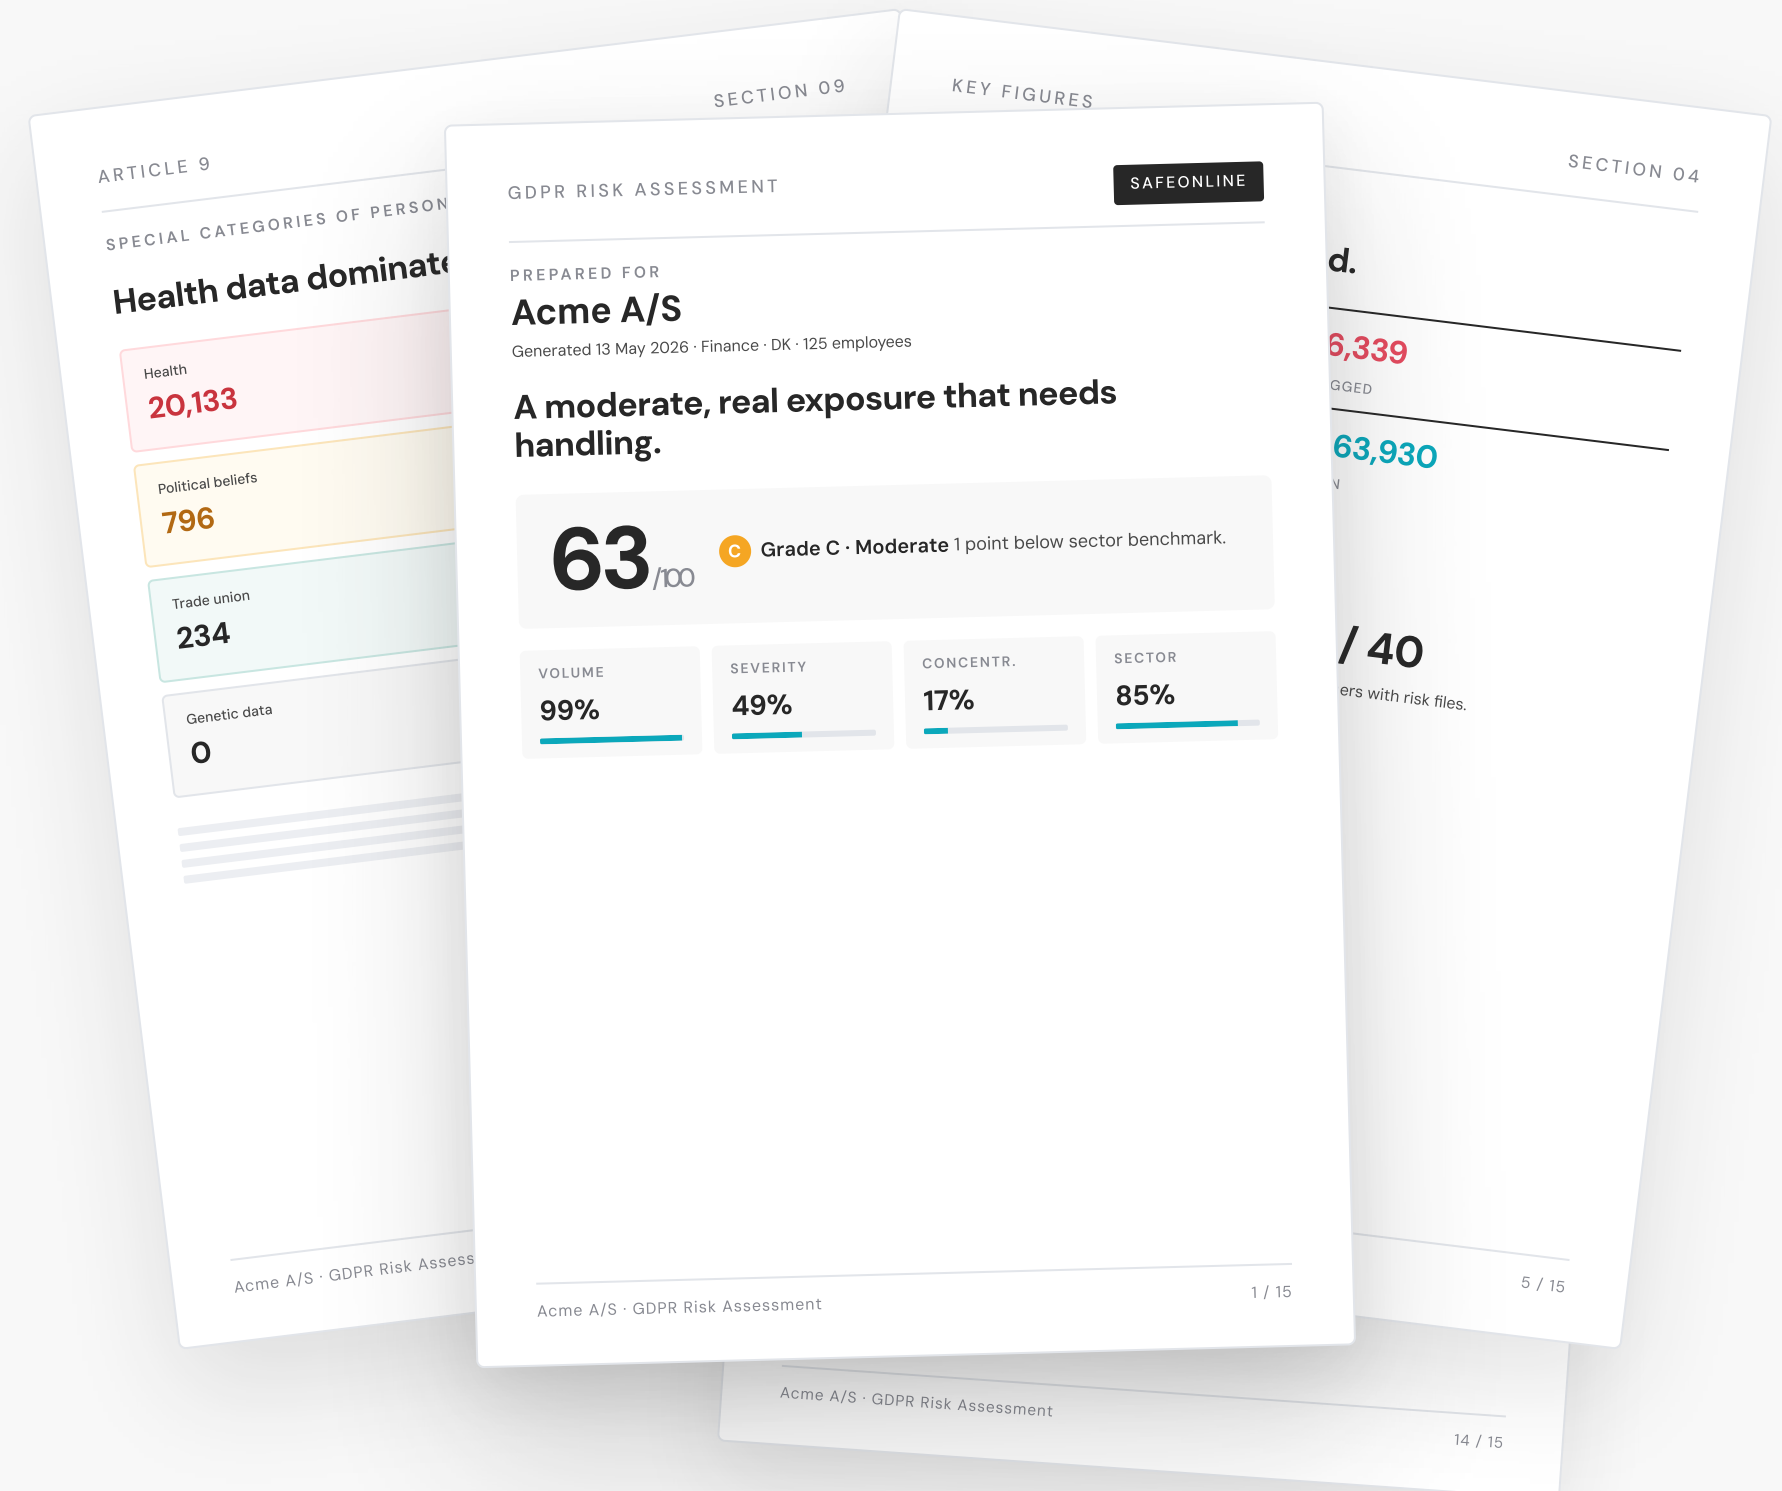 ARTICLE 9
SECTION 09
SPECIAL CATEGORIES OF
Health data
Health
20,133
Political beliefs
796
Trade union
234
Genetic data
0
Acme A/S · GDPR Risk
GDPR RISK ASSESSMENT
SAFEONLINE
PREPARED FOR
Acme A/S
Generated 13 May 2026 · Finance · DK · 125 employees
A moderate, real exposure that needs
handling.
63/100
C Grade C · Moderate 1 point below sector benchmark.
VOLUME
99%
SEVERITY
49%
CONCENTR.
17%
SECTOR
85%
Acme A/S · GDPR Risk Assessment
1 / 15
KEY FIGURES
SECTION 04
d.
6,339
GGED
63,930
N
/ 40
ers with risk files.
5 / 15
Acme A/S · GDPR Risk Assessment
14 / 15